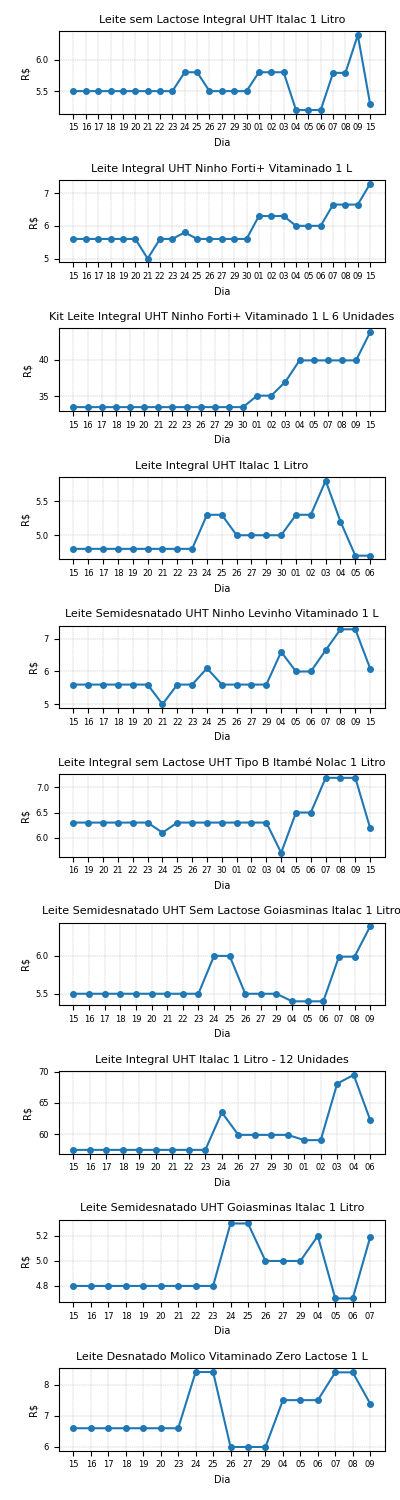 Leite sem Lactose Integral UHT Italac 1 Litro
6.0
5.5
R$
15 16 17 18 19 20 21 22 23 24 25 26 27 29 30 01 02 03 04 05 06 07 08 09 15
Dia
Leite Integral UHT Ninho Forti+ Vitaminado 1 L
7
6
5
R$
15 16 17 18 19 20 21 22 23 24 25 26 27 29 30 01 02 03 04 05 06 07 08 09 15
Dia
Kit Leite Integral UHT Ninho Forti+ Vitaminado 1 L 6 Unidades
40
35
R$
15 16 17 18 19 20 21 22 23 26 27 29 30 01 02 03 04 05 06 07 09 15
Dia
Leite Integral UHT Italac 1 Litro
5.5
5.0
R$
15 16 17 18 19 20 21 22 23 24 25 26 27 29 30 01 02 03 04 05 06
Dia
Leite Semidesnatado UHT Ninho Levinho Vitaminado 1 L
7
6
5
R$
15 16 17 18 19 20 21 22 23 24 25 26 27 29 04 05 06 07 08 09 15
Dia
Leite Integral sem Lactose UHT Tipo B Itambé Nolac 1 Litro
7.0
6.5
6.0
R$
16 19 20 21 22 23 24 25 26 27 30 01 02 03 04 05 06 07 08 09 15
Dia
Leite Semidesnatado UHT Sem Lactose Goiasminas Italac 1 Litro
6.0
5.5
R$
15 16 17 18 19 20 21 22 23 24 25 26 27 29 04 05 06 07 08 09
Dia
Leite Integral UHT Italac 1 Litro - 12 Unidades
70
65
60
R$
15 16 17 18 19 20 21 22 23 24 26 27 29 30 01 02 03 04 06
Dia
Leite Semidesnatado UHT Goiasminas Italac 1 Litro
5.2
5.0
4.8
R$
15 16 17 18 19 20 21 22 23 24 25 26 27 29 04 05 06 07
Dia
Leite Desnatado Molico Vitaminado Zero Lactose 1 L
8
7
6
R$
15 16 17 18 19 20 23 24 25 26 27 29 04 05 06 07 08 09
Dia